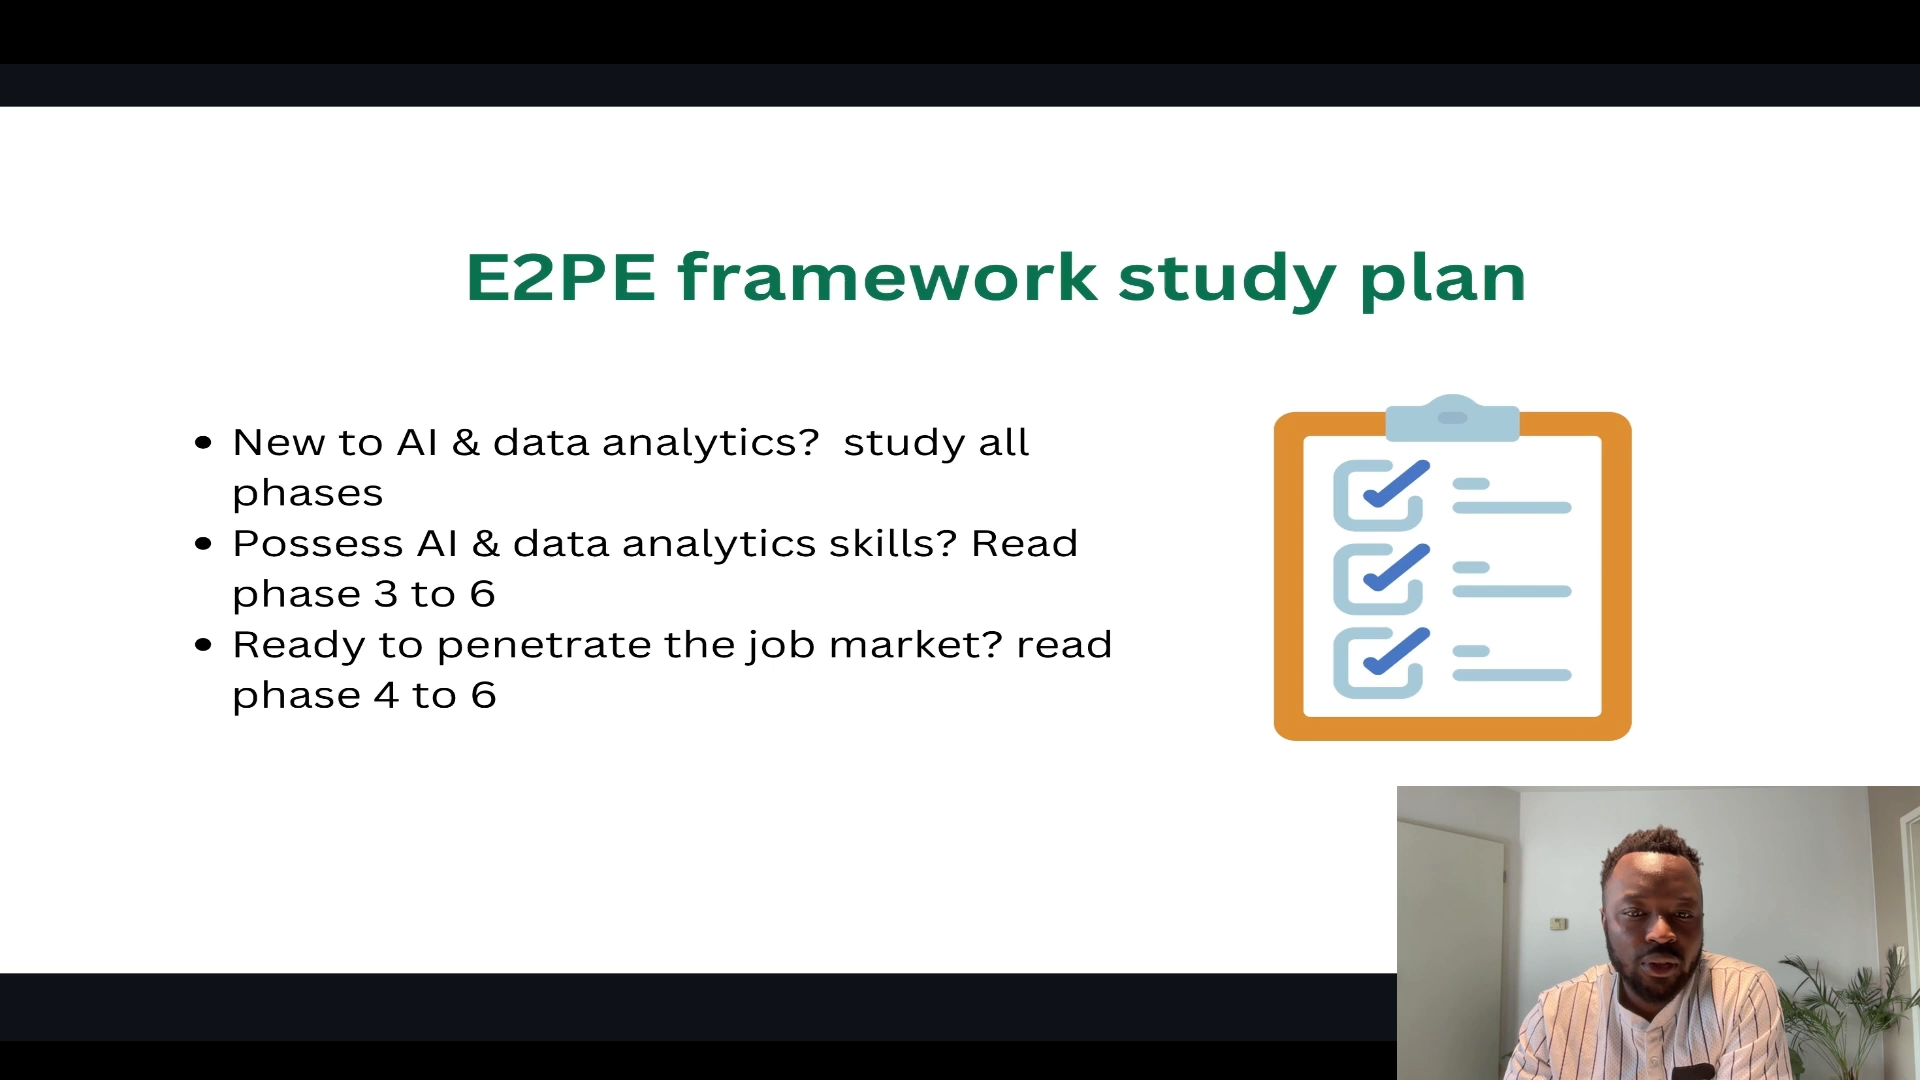 E2PE framework study plan
• New to AI & data analytics?  study all
phases
• Possess AI & data analytics skills? Read
phase 3 to 6
• Ready to penetrate the job market? read
phase 4 to 6